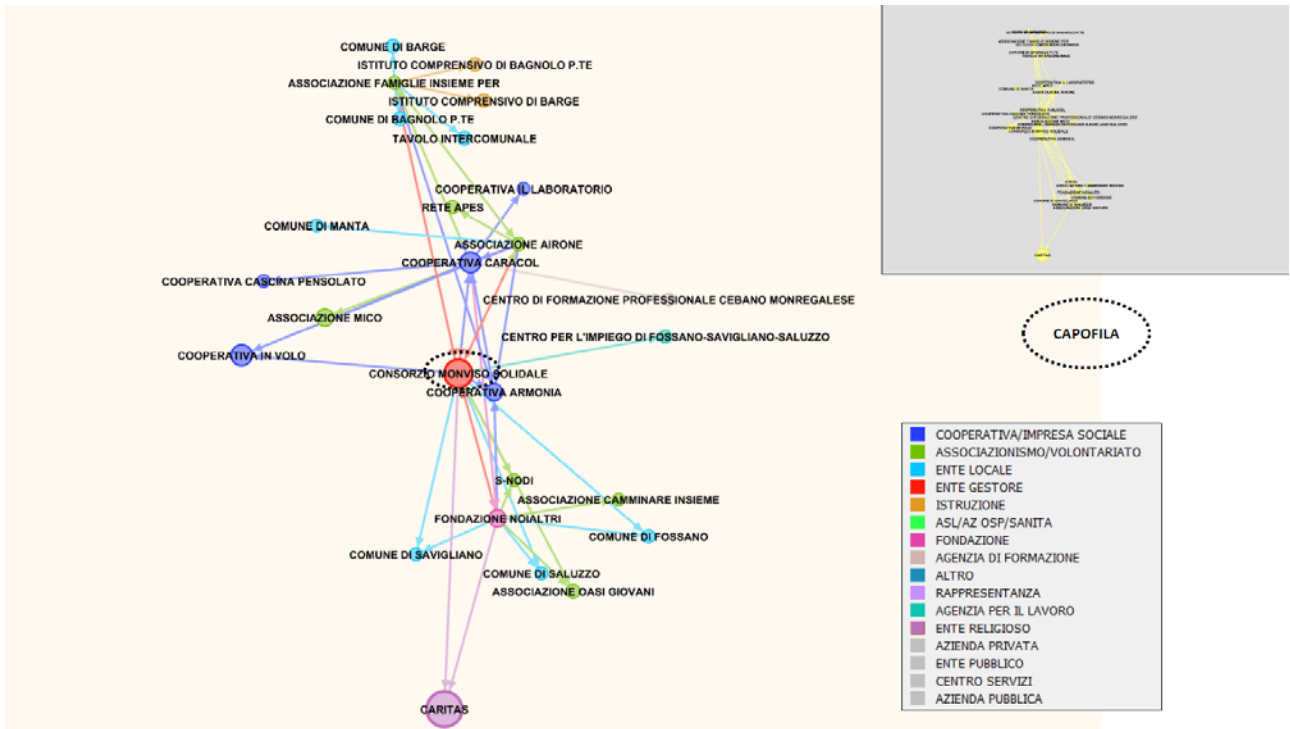 COMUNE DI BARGE
ISTITUTO COMPRENSIVO DI BAGNOLO P.TE
ASSOCIAZIONE FAMIGLIE INSIEME PER
ISTITUTO COMPRENSIVO DI BARGE
COMUNE DI BAGNOLO P.TE
TAVOLO INTERCOMUNALE
COOPERATIVA IL LABORATORIO
RETE APES
COMUNE DI MANTA
ASSOCIAZIONE AIRONE
COOPERATIVA CARACOL
COOPERATIVA CASCINA PENSOLATO
CENTRO DI FORMAZIONE PROFESSIONALE CEBANO MONREGALESE
ASSOCIAZIONE MICO
CENTRO PER L'IMPIEGO DI FOSSANO-SAVIGLIANO-SALUZZO
COOPERATIVA IN VOLO
CONSORZIO MONVISO SOLIDALE
COOPERATIVA ARMONIA
S-NODI
ASSOCIAZIONE CAMMINARE INSIEME
FONDAZIONE NOIALTRI
COMUNE DI FOSSANO
COMUNE DI SAVIGLIANO
COMUNE DI SALUZZO
ASSOCIAZIONE OASI GIOVANI
CARITAS
CAPOFILA
COOPERATIVA/IMPRESA SOCIALE
ASSOCIAZIONISMO/VOLONTARIATO
ENTE LOCALE
ENTE GESTORE
ISTRUZIONE
ASL/AZ OSP/SANITA
FONDAZIONE
AGENZIA DI FORMAZIONE
ALTRO
RAPPRESENTANZA
AGENZIA PER IL LAVORO
ENTE RELIGIOSO
AZIENDA PRIVATA
ENTE PUBBLICO
CENTRO SERVIZI
AZIENDA PUBBLICA